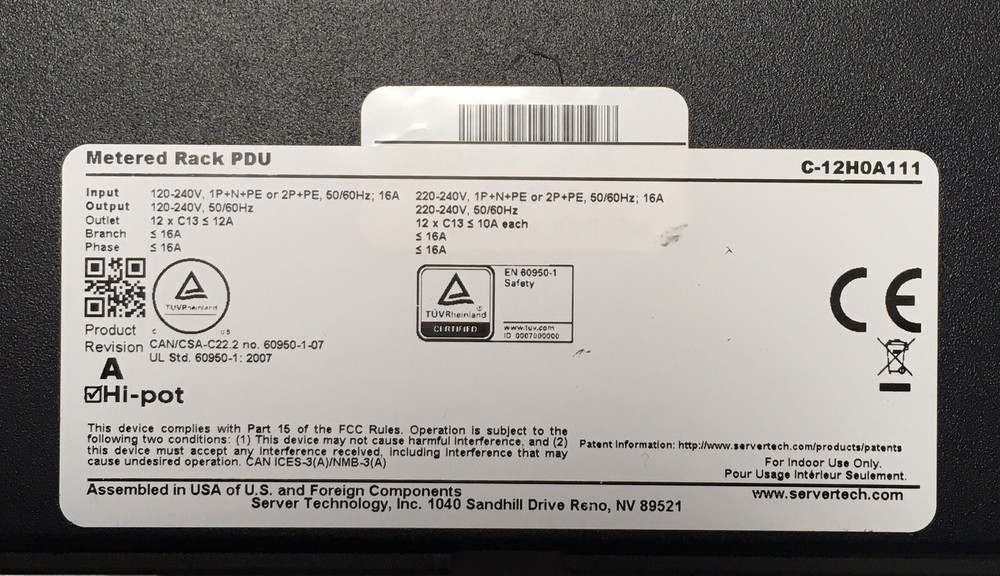 Metered Rack PDU
C-12H0A111
Input 120-240V, 1P+N+PE or 2P+PE, 50/60Hz; 16A 220-240V, 1P+N+PE or 2P+PE, 50/60Hz; 16A
Output 120-240V, 50/60Hz 220-240V, 50/60Hz
Outlet 12 x C13 ≤ 12A 12 x C13 ≤ 10A each
Branch ≤ 16A ≤ 16A
Phase ≤ 16A ≤ 16A
TÜVRheinland
C US
TÜVRheinland
CERTIFIED
EN 60950-1
Safety
www.tuv.com
ID 0007000000
CE
Product
Revision
A
CAN/CSA-C22.2 no. 60950-1-07
UL Std. 60950-1: 2007
Hi-pot
This device complies with Part 15 of the FCC Rules. Operation is subject to the
following two conditions: (1) This device may not cause harmful interference, and (2)
this device must accept any interference received, including interference that may
cause undesired operation. CAN ICES-3(A)/NMB-3(A)
Patent Information: http://www.servertech.com/products/patents
For Indoor Use Only.
Pour Usage Intérieur Seulement.
Assembled in USA of U.S. and Foreign Components
Server Technology, Inc. 1040 Sandhill Drive Reno, NV 89521
www.servertech.com